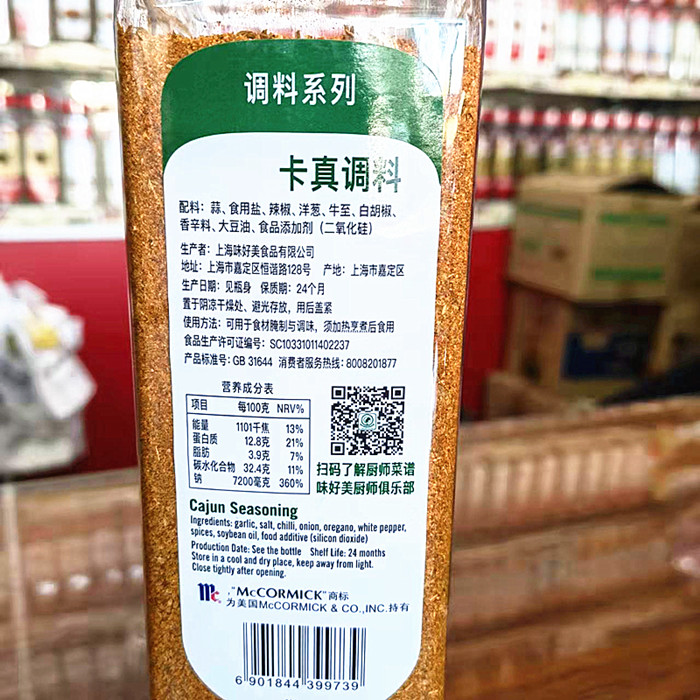 调料系列
卡真调料
配料：蒜、食用盐、辣椒、洋葱、牛至、白胡椒、
香辛料、大豆油、食品添加剂（二氧化硅）
生产者：上海味好美食品有限公司
地址：上海市嘉定区恒谐路128号 产地：上海市嘉定区
生产日期：见瓶身 保质期：24个月
置于阴凉干燥处、避光存放，用后盖紧
使用方法：可用于食材腌制与调味，须加热烹煮后食用
食品生产许可证编号：SC10331011402237
产品标准号：GB 31644 消费者服务热线：8008201877
营养成分表
项目 每100克 NRV%
能量 1101千焦 13%
蛋白质 12.8克 21%
脂肪 3.9克 7%
碳水化合物 32.4克 11%
钠 7200毫克 360%
扫码了解厨师菜谱
味好美厨师俱乐部
Cajun Seasoning
Ingredients: garlic, salt, chilli, onion, oregano, white pepper,
spices, soybean oil, food additive (silicon dioxide)
Production Date: See the bottle Shelf Life: 24 months
Store in a cool and dry place, keep away from light.
Close tightly after opening.
Mc ."McCORMICK"商标
为美国McCORMICK & CO.,INC.持有
6 901844 399739